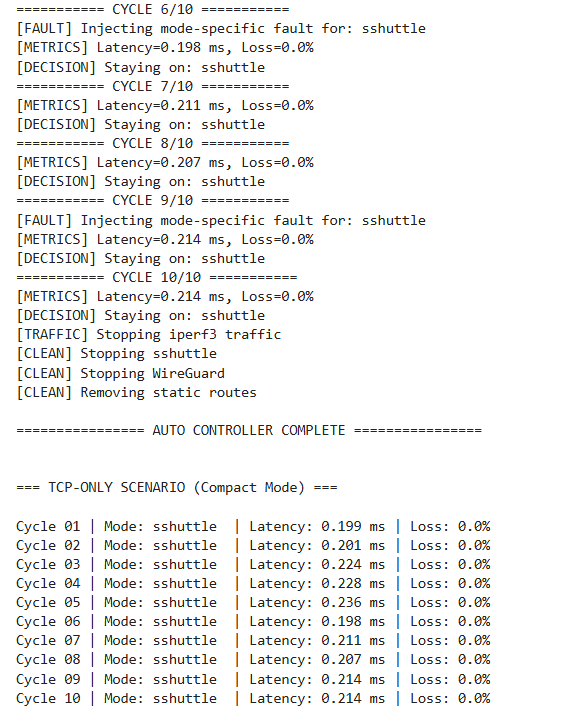 =========== CYCLE 6/10 ===========
[FAULT] Injecting mode-specific fault for: sshuttle
[METRICS] Latency=0.198 ms, Loss=0.0%
[DECISION] Staying on: sshuttle
=========== CYCLE 7/10 ===========
[METRICS] Latency=0.211 ms, Loss=0.0%
[DECISION] Staying on: sshuttle
=========== CYCLE 8/10 ===========
[METRICS] Latency=0.207 ms, Loss=0.0%
[DECISION] Staying on: sshuttle
=========== CYCLE 9/10 ===========
[FAULT] Injecting mode-specific fault for: sshuttle
[METRICS] Latency=0.214 ms, Loss=0.0%
[DECISION] Staying on: sshuttle
=========== CYCLE 10/10 ===========
[METRICS] Latency=0.214 ms, Loss=0.0%
[DECISION] Staying on: sshuttle
[TRAFFIC] Stopping iperf3 traffic
[CLEAN] Stopping sshuttle
[CLEAN] Stopping WireGuard
[CLEAN] Removing static routes
================ AUTO CONTROLLER COMPLETE ================
=== TCP-ONLY SCENARIO (Compact Mode) ===
Cycle 01 | Mode: sshuttle  | Latency: 0.199 ms | Loss: 0.0%
Cycle 02 | Mode: sshuttle  | Latency: 0.201 ms | Loss: 0.0%
Cycle 03 | Mode: sshuttle  | Latency: 0.224 ms | Loss: 0.0%
Cycle 04 | Mode: sshuttle  | Latency: 0.228 ms | Loss: 0.0%
Cycle 05 | Mode: sshuttle  | Latency: 0.236 ms | Loss: 0.0%
Cycle 06 | Mode: sshuttle  | Latency: 0.198 ms | Loss: 0.0%
Cycle 07 | Mode: sshuttle  | Latency: 0.211 ms | Loss: 0.0%
Cycle 08 | Mode: sshuttle  | Latency: 0.207 ms | Loss: 0.0%
Cycle 09 | Mode: sshuttle  | Latency: 0.214 ms | Loss: 0.0%
Cycle 10 | Mode: sshuttle  | Latency: 0.214 ms | Loss: 0.0%